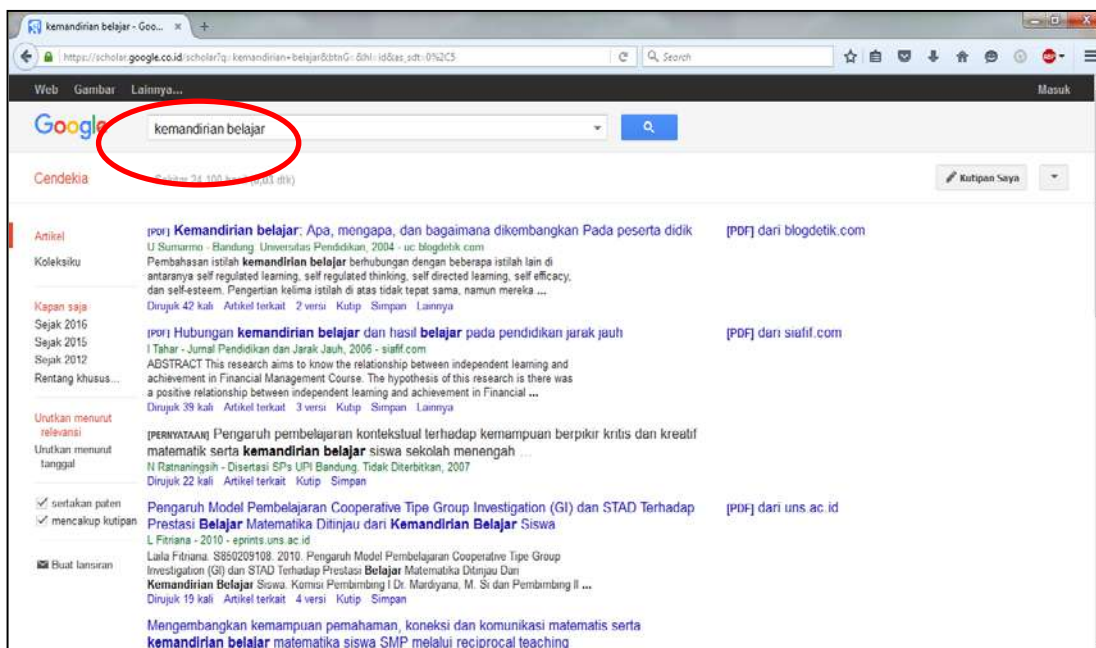 kemandirian belajar - Goo... × +
https://scholar.google.co.id/scholar?q=kemandirian+belajar&btnG=&hl=id&as_sdt=0%2C5
Search
Web Gambar Lainnya... Masuk
Google kemandirian belajar
Cendekia Sekitar 24.100 hasil (0,03 dtk) Kutipan Saya
Artikel
Koleksiku
Kapan saja
Sejak 2016
Sejak 2015
Sejak 2012
Rentang khusus...
Urutkan menurut
relevansi
Urutkan menurut
tanggal
sertakan paten
mencakup kutipan
Buat lansiran
[PDF] Kemandirian belajar: Apa, mengapa, dan bagaimana dikembangkan Pada peserta didik
[PDF] dari blogdetik.com
U Sumarmo - Bandung. Universitas Pendidikan, 2004 - uc blogdetik com
Pembahasan istilah kemandirian belajar berhubungan dengan beberapa istilah lain di
antaranya self regulated learning, self regulated thinking, self directed learning, self efficacy,
dan self-esteem. Pengertian kelima istilah di atas tidak tepat sama, namun mereka ...
Dirujuk 42 kali Artikel terkait 2 versi Kutip Simpan Lainnya
[PDF] Hubungan kemandirian belajar dan hasil belajar pada pendidikan jarak jauh
[PDF] dari siafif.com
I Tahar - Jurnal Pendidikan dan Jarak Jauh, 2006 - siafif.com
ABSTRACT This research aims to know the relationship between independent learning and
achievement in Financial Management Course. The hypothesis of this research is there was
a positive relationship between independent learning and achievement in Financial ...
Dirujuk 39 kali Artikel terkait 3 versi Kutip Simpan Lainnya
[PERNYATAAN] Pengaruh pembelajaran kontekstual terhadap kemampuan berpikir kritis dan kreatif
matematik serta kemandirian belajar siswa sekolah menengah ...
N Ratnaningsih - Disertasi SPs UPI Bandung. Tidak Diterbitkan, 2007
Dirujuk 22 kali Artikel terkait Kutip Simpan
Pengaruh Model Pembelajaran Cooperative Tipe Group Investigation (GI) dan STAD Terhadap
Prestasi Belajar Matematika Ditinjau dari Kemandirian Belajar Siswa
[PDF] dari uns.ac.id
L Fitriana - 2010 - eprints.uns.ac.id
Laila Fitriana. S850209108. 2010. Pengaruh Model Pembelajaran Cooperative Tipe Group
Investigation (GI) dan STAD Terhadap Prestasi Belajar Matematika Ditinjau Dari
Kemandirian Belajar Siswa. Komisi Pembimbing I Dr. Mardiyana, M. Si dan Pembimbing II ...
Dirujuk 19 kali Artikel terkait 4 versi Kutip Simpan
Mengembangkan kemampuan pemahaman, koneksi dan komunikasi matematis serta
kemandirian belajar matematika siswa SMP melalui reciprocal teaching